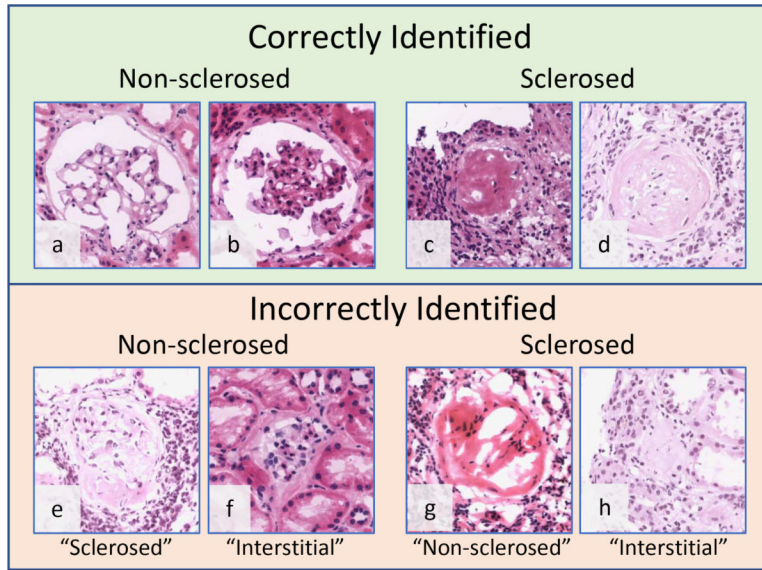 Correctly Identified
Non-sclerosed Sclerosed
a b c d
Incorrectly Identified
Non-sclerosed Sclerosed
e f g h
“Sclerosed” “Interstitial” “Non-sclerosed” “Interstitial”